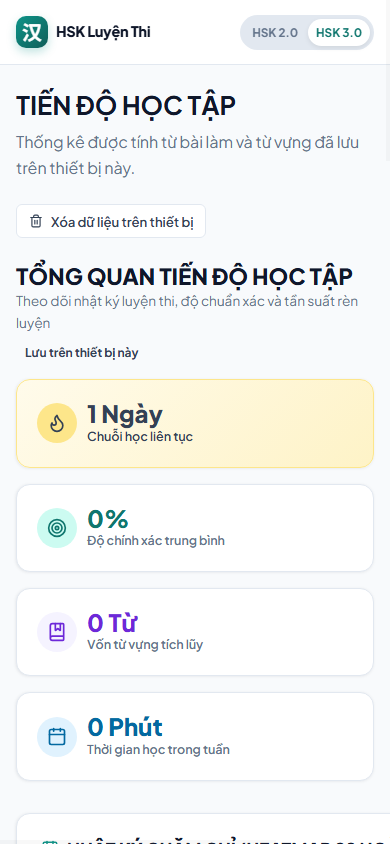 汉 HSK Luyện Thi
HSK 2.0 HSK 3.0
TIẾN ĐỘ HỌC TẬP
Thống kê được tính từ bài làm và từ vựng đã lưu
trên thiết bị này.
Xóa dữ liệu trên thiết bị
TỔNG QUAN TIẾN ĐỘ HỌC TẬP
Theo dõi nhật ký luyện thi, độ chuẩn xác và tần suất rèn
luyện
Lưu trên thiết bị này
1 Ngày
Chuỗi học liên tục
0%
Độ chính xác trung bình
0 Từ
Vốn từ vựng tích lũy
0 Phút
Thời gian học trong tuần